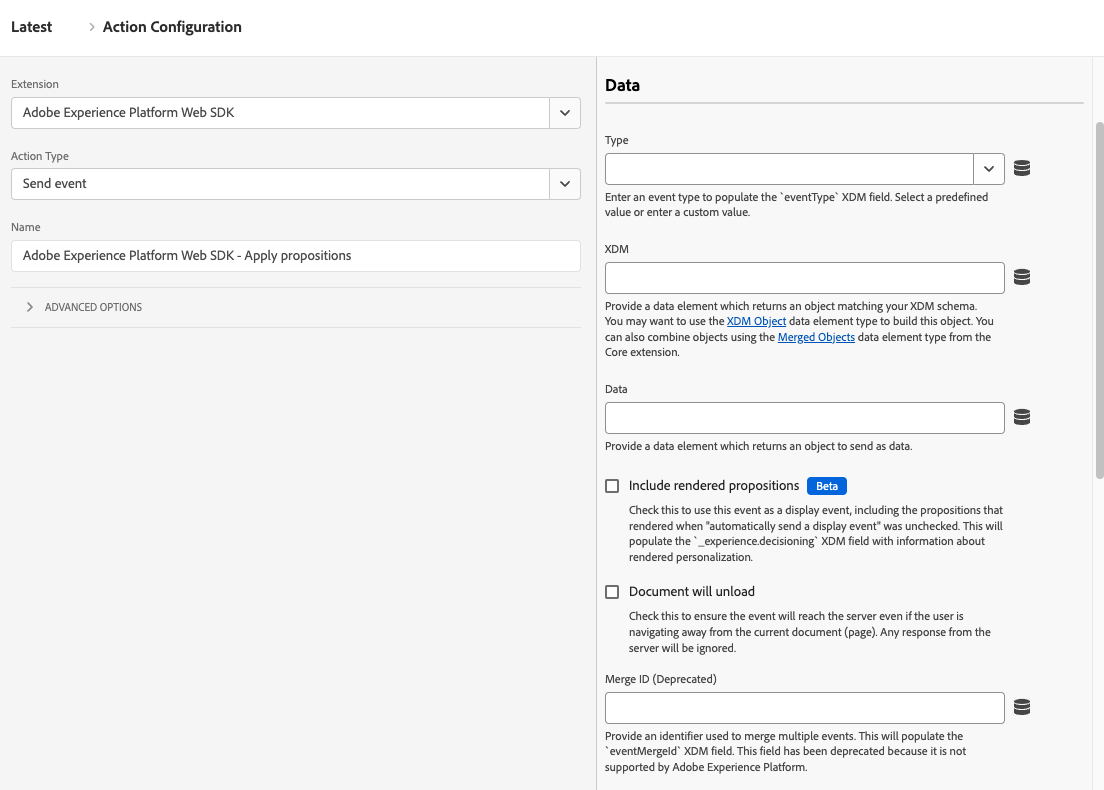 Latest
Action Configuration
Extension
Adobe Experience Platform Web SDK
Action Type
Send event
Name
Adobe Experience Platform Web SDK - Apply propositions
ADVANCED OPTIONS
Data
Type
Enter an event type to populate the `eventType` XDM field. Select a predefined
value or enter a custom value.
XDM
Provide a data element which returns an object matching your XDM schema.
You may want to use the XDM Object data element type to build this object. You
can also combine objects using the Merged Objects data element type from the
Core extension.
Data
Provide a data element which returns an object to send as data.
Include rendered propositions Beta
Check this to use this event as a display event, including the propositions that
rendered when "automatically send a display event" was unchecked. This will
populate the `_experience.decisioning` XDM field with information about
rendered personalization.
Document will unload
Check this to ensure the event will reach the server even if the user is
navigating away from the current document (page). Any response from the
server will be ignored.
Merge ID (Deprecated)
Provide an identifier used to merge multiple events. This will populate the
`eventMergeId` XDM field. This field has been deprecated because it is not
supported by Adobe Experience Platform.